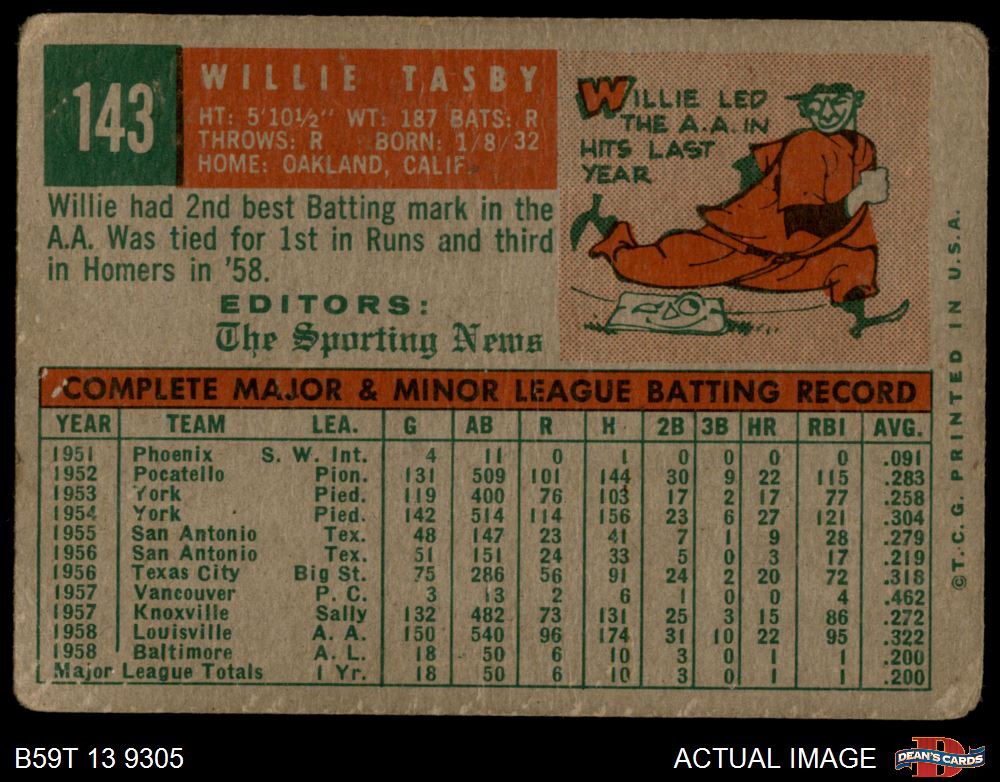 143
WILLIE TASBY
HT: 5'10½" WT: 187 BATS: R
THROWS: R BORN: 1/8/32
HOME: OAKLAND, CALIF.
WILLIE LED
THE A.A. IN
HITS LAST
YEAR
Willie had 2nd best Batting mark in the
A.A. Was tied for 1st in Runs and third
in Homers in '58.
EDITORS:
The Sporting News
COMPLETE MAJOR & MINOR LEAGUE BATTING RECORD
YEAR TEAM LEA. G AB R H 2B 3B HR RBI AVG.
1951 Phoenix S. W. Int. 4 11 0 1 0 0 0 0 .091
1952 Pocatello Pion. 131 509 101 144 30 9 22 115 .283
1953 York Pied. 119 400 76 103 17 2 17 77 .258
1954 York Pied. 142 514 114 156 23 6 27 121 .304
1955 San Antonio Tex. 48 147 23 41 7 1 9 28 .279
1956 San Antonio Tex. 51 151 24 33 5 0 3 17 .219
1956 Texas City Big St. 75 286 56 91 24 2 20 72 .318
1957 Vancouver P. C. 3 13 2 6 1 0 0 4 .462
1957 Knoxville Sally 132 482 73 131 25 3 15 86 .272
1958 Louisville A. A. 150 540 96 174 31 10 22 95 .322
1958 Baltimore A. L. 18 50 6 10 3 0 1 1 .200
Major League Totals 1 Yr. 18 50 6 10 3 0 1 1 .200
©T.C.G. PRINTED IN U.S.A.
B59T 13 9305
ACTUAL IMAGE
D
DEAN'S CARDS